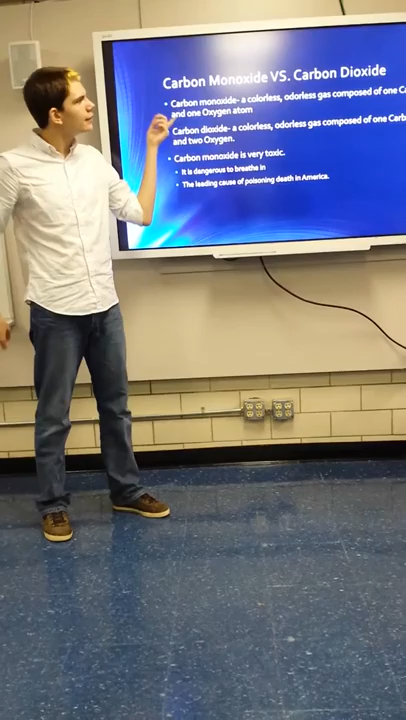 Carbon Monoxide VS. Carbon Dioxide
• Carbon monoxide- a colorless, odorless gas composed of one
and one Oxygen atom
Carbon dioxide- a colorless, odorless gas composed of one
and two Oxygen.
• Carbon monoxide is very toxic.
• It is dangerous to breathe in
• The leading cause of poisoning death in America.